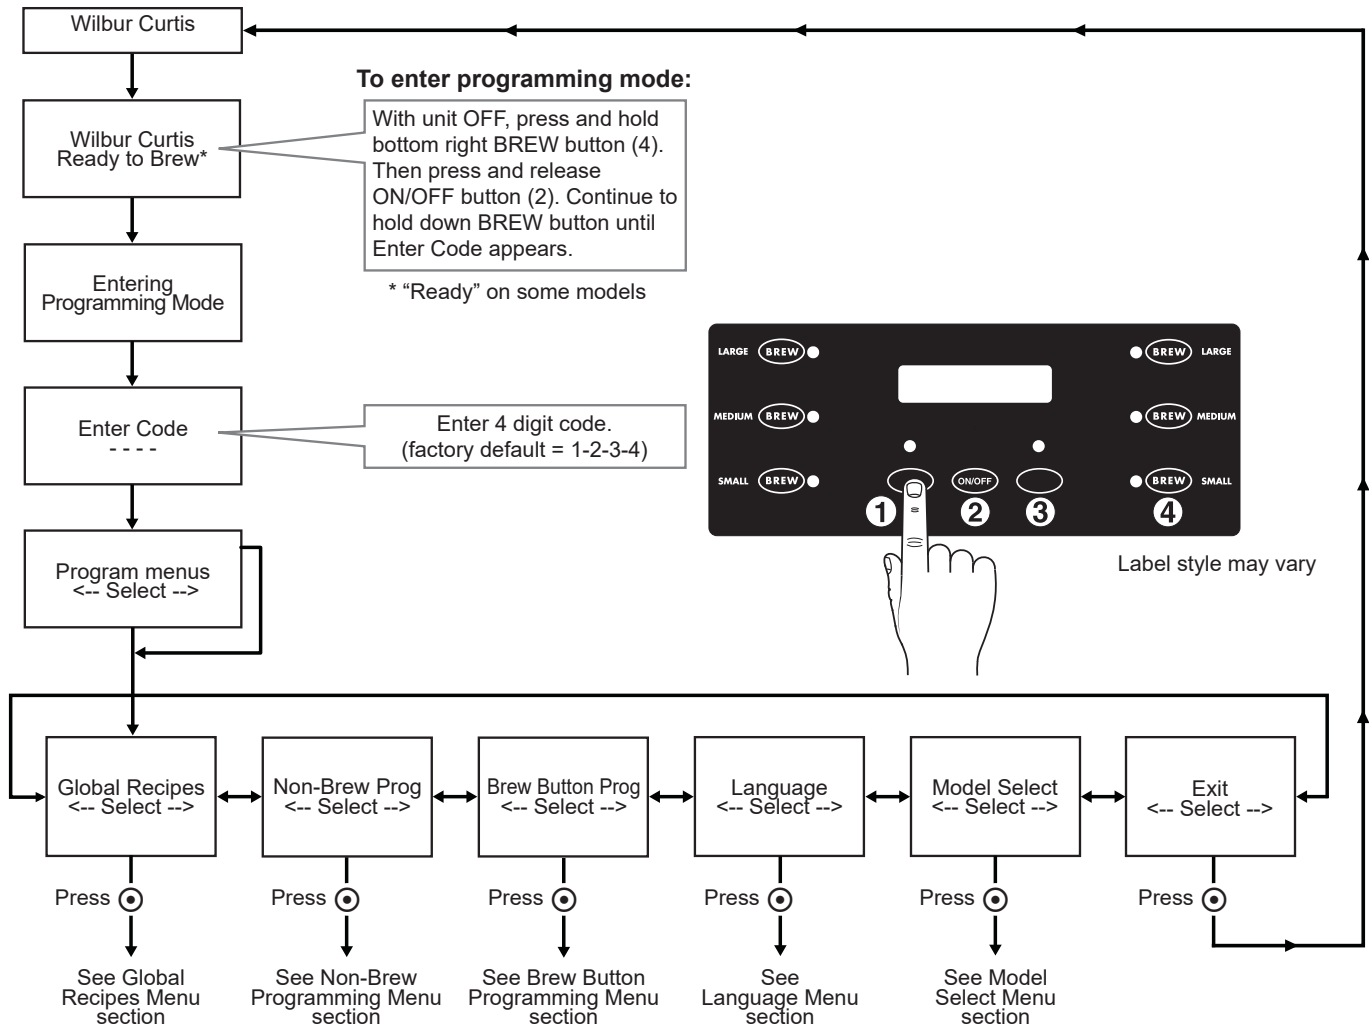 Wilbur Curtis
Wilbur Curtis
Ready to Brew*
To enter programming mode:
With unit OFF, press and hold
bottom right BREW button (4).
Then press and release
ON/OFF button (2). Continue to
hold down BREW button until
Enter Code appears.
* “Ready” on some models
Entering
Programming Mode
Enter Code
- - - -
Enter 4 digit code.
(factory default = 1-2-3-4)
LARGE BREW
BREW LARGE
MEDIUM BREW
BREW MEDIUM
SMALL BREW
ON/OFF
BREW SMALL
1 2 3 4
Label style may vary
Program menus
<-- Select -->
Global Recipes
<-- Select -->
Non-Brew Prog
<-- Select -->
Brew Button Prog
<-- Select -->
Language
<-- Select -->
Model Select
<-- Select -->
Exit
<-- Select -->
Press
Press
Press
Press
Press
Press
See Global
Recipes Menu
section
See Non-Brew
Programming Menu
section
See Brew Button
Programming Menu
section
See
Language Menu
section
See Model
Select Menu
section